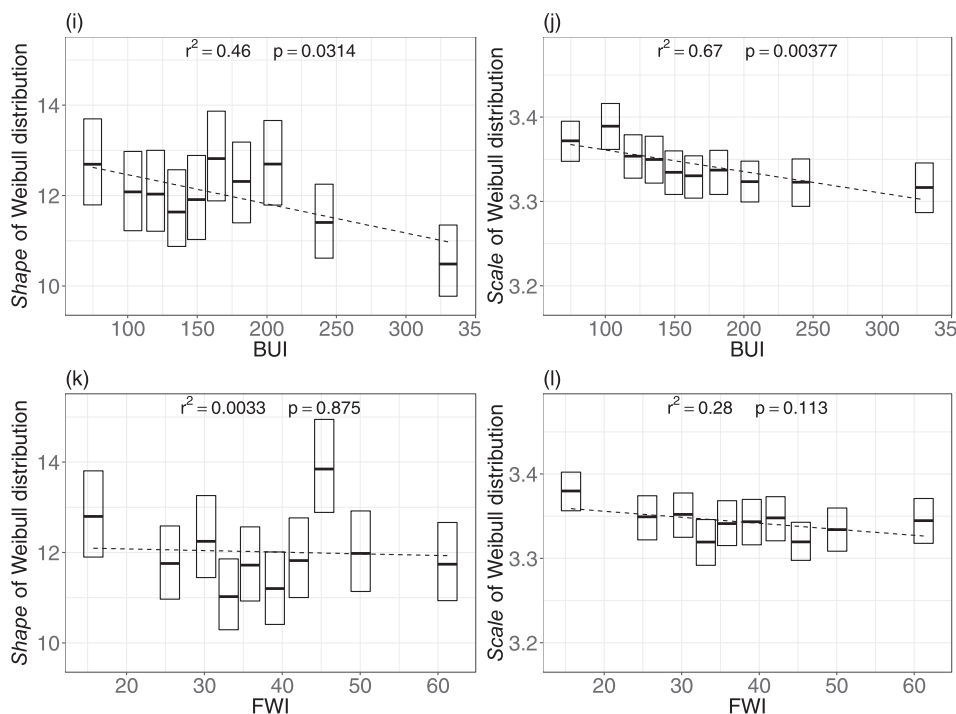 (i)
r² = 0.46 p = 0.0314
Shape of Weibull distribution
14
12
10
100 150 200 250 300 35
BUI
(j)
r² = 0.67 p = 0.00377
Scale of Weibull distribution
3.4
3.3
3.2
100 150 200 250 300 35
BUI
(k)
r² = 0.0033 p = 0.875
Shape of Weibull distribution
14
12
10
20 30 40 50 60
FWI
(l)
r² = 0.28 p = 0.113
Scale of Weibull distribution
3.4
3.3
3.2
20 30 40 50 60
FWI